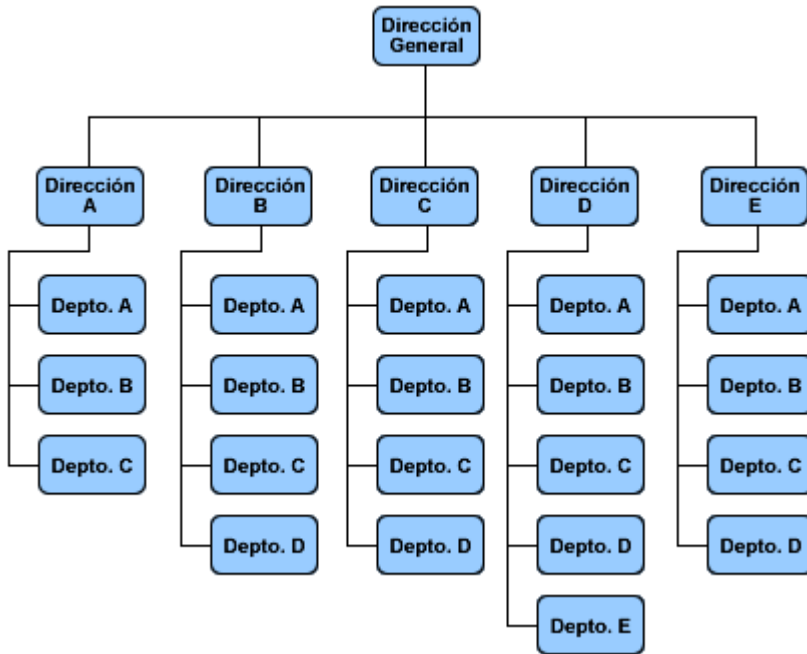 Dirección
General
Dirección
A
Dirección
B
Dirección
C
Dirección
D
Dirección
E
Depto. A
Depto. A
Depto. A
Depto. A
Depto. A
Depto. B
Depto. B
Depto. B
Depto. B
Depto. B
Depto. C
Depto. C
Depto. C
Depto. C
Depto. C
Depto. D
Depto. D
Depto. D
Depto. D
Depto. E